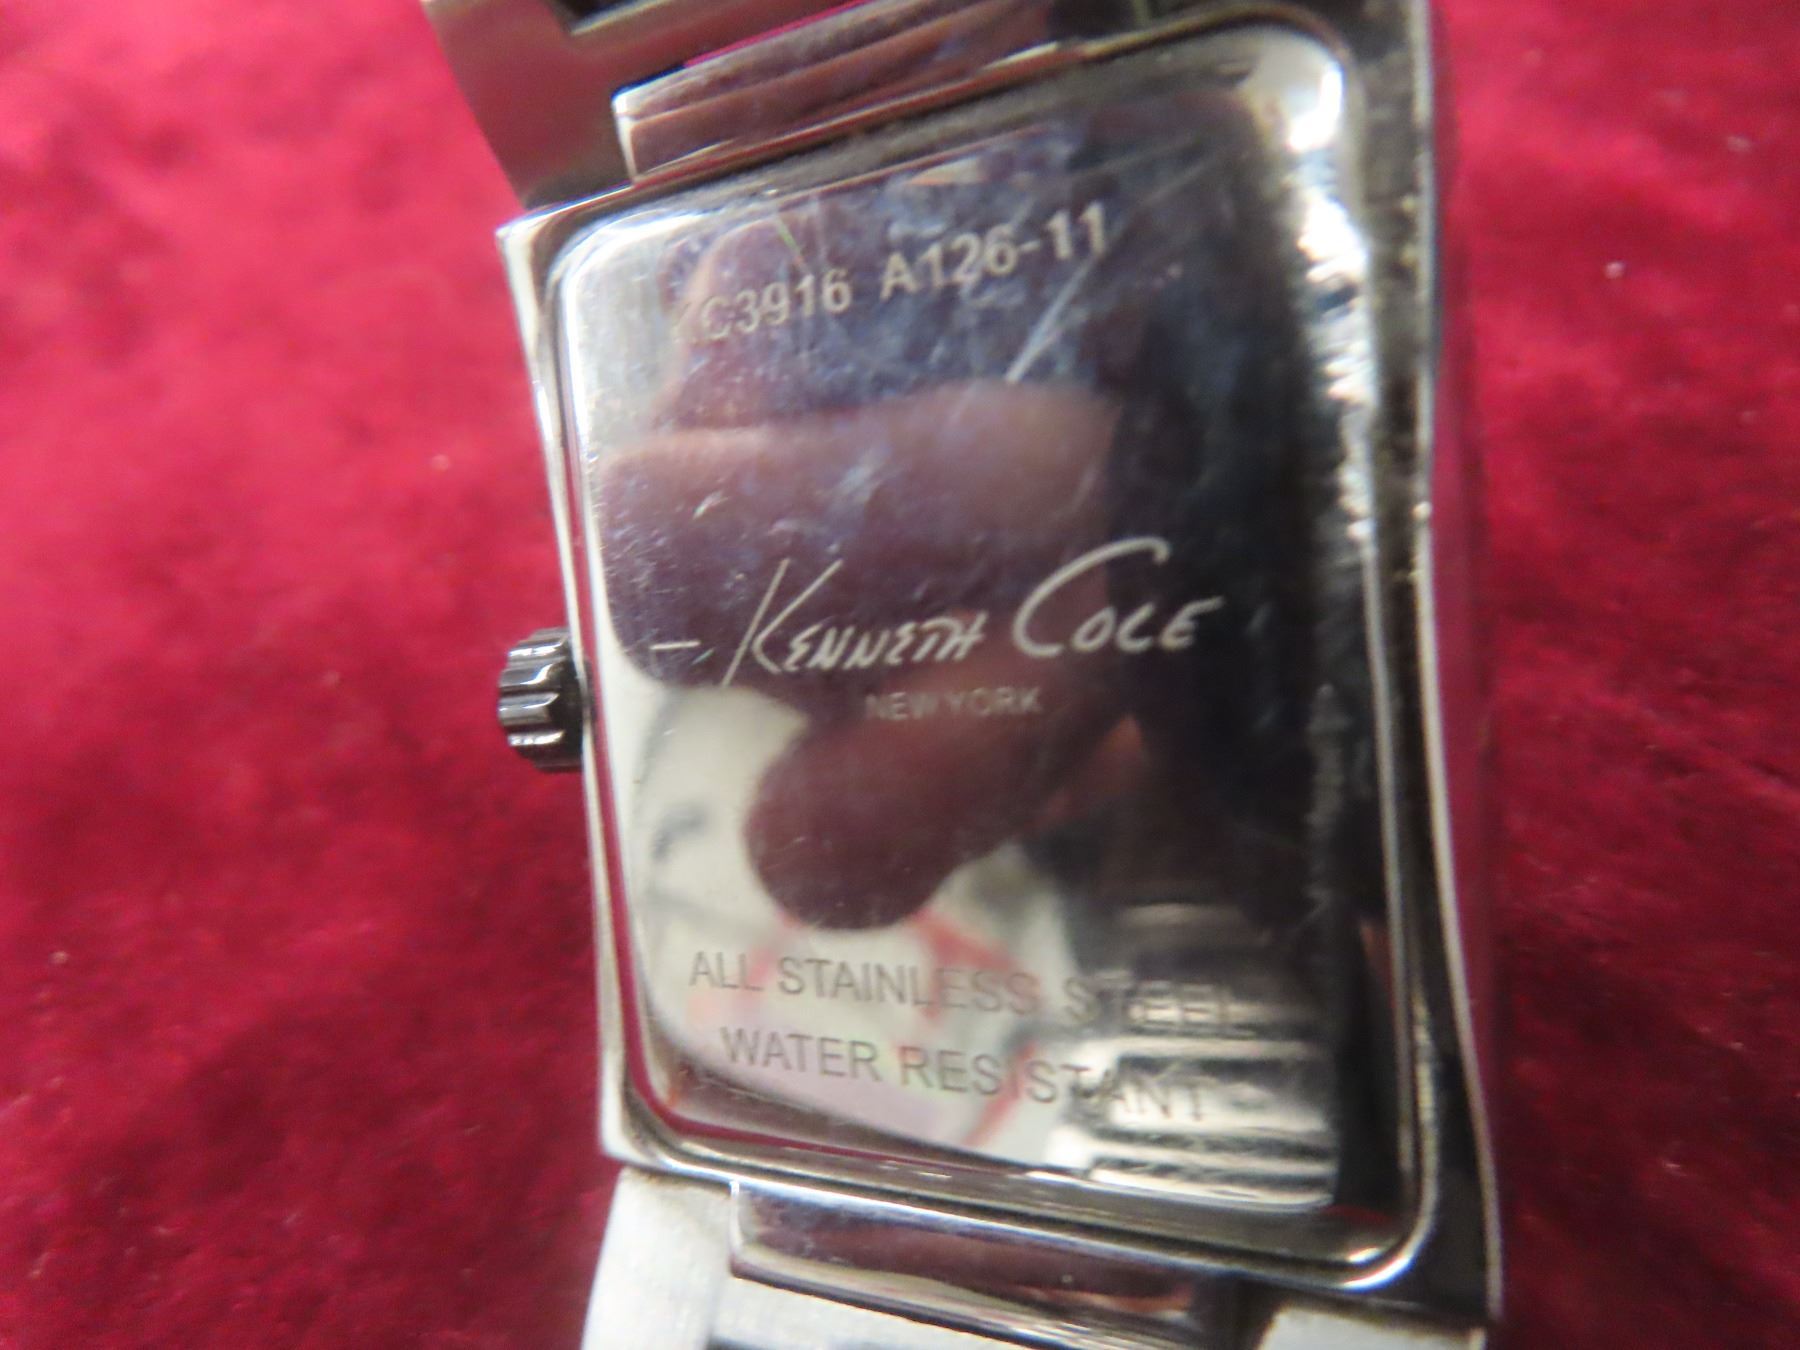 KC3916 A126-11
KENNETH COLE
NEW YORK
ALL STAINLESS STEEL
WATER RESISTANT